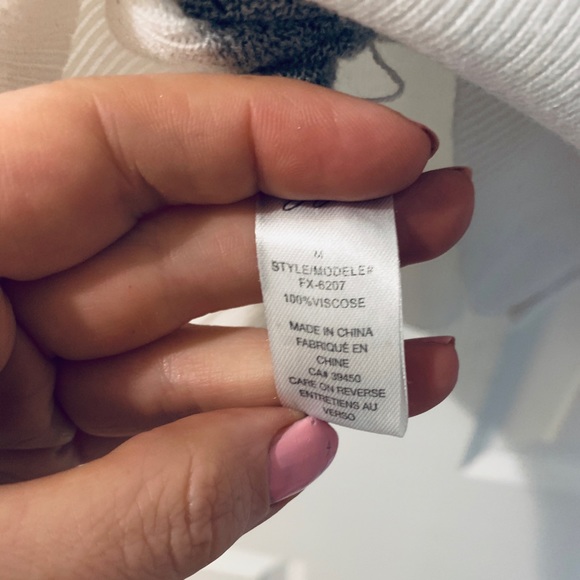 M
STYLE/MODELE#
FX-6207
100%VISCOSE
MADE IN CHINA
FABRIQUÉ EN
CHINE
CA# 39450
CARE ON REVERSE
ENTRETIENS AU
VERSO